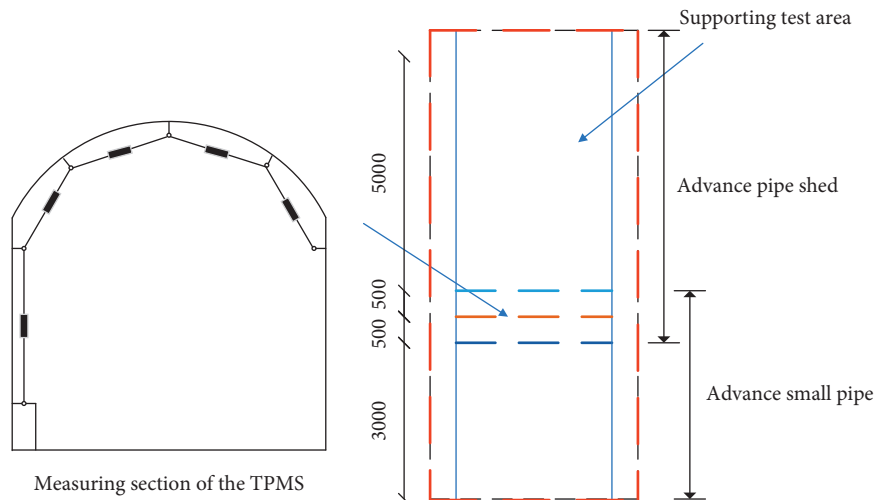 Supporting test area
5000
Advance pipe shed
500
500
3000
Advance small pipe
Measuring section of the TPMS